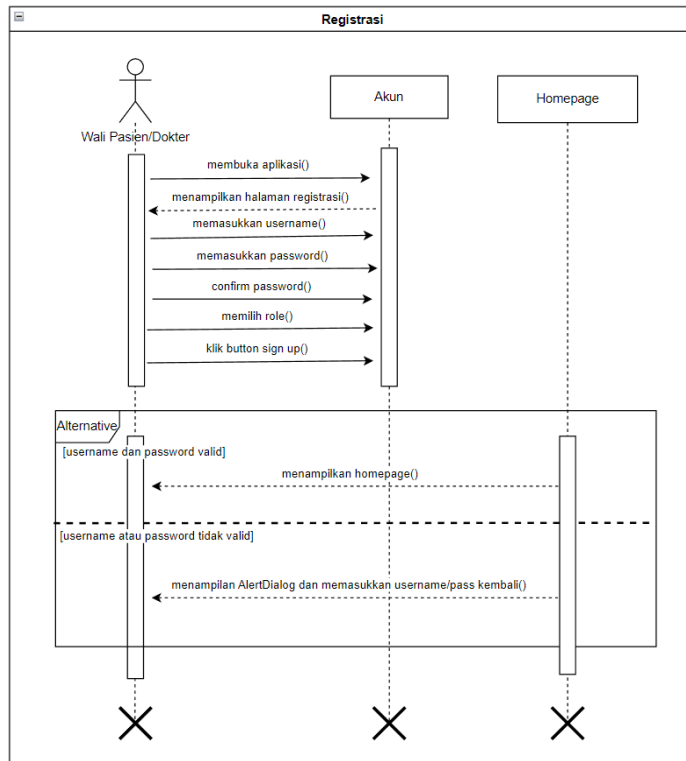 Registrasi
Wali Pasien/Dokter
Akun
Homepage
membuka aplikasi()
menampilkan halaman registrasi()
memasukkan username()
memasukkan password()
confirm password()
memilih role()
klik button sign up()
Alternative
[username dan password valid]
menampilkan homepage()
[username atau password tidak valid]
menampilan AlertDialog dan memasukkan username/pass kembali()